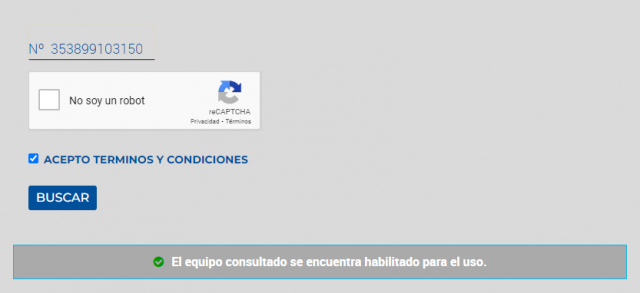 Nº 353899103150
No soy un robot
reCAPTCHA
Privacidad - Términos
ACEPTO TERMINOS Y CONDICIONES
BUSCAR
El equipo consultado se encuentra habilitado para el uso.